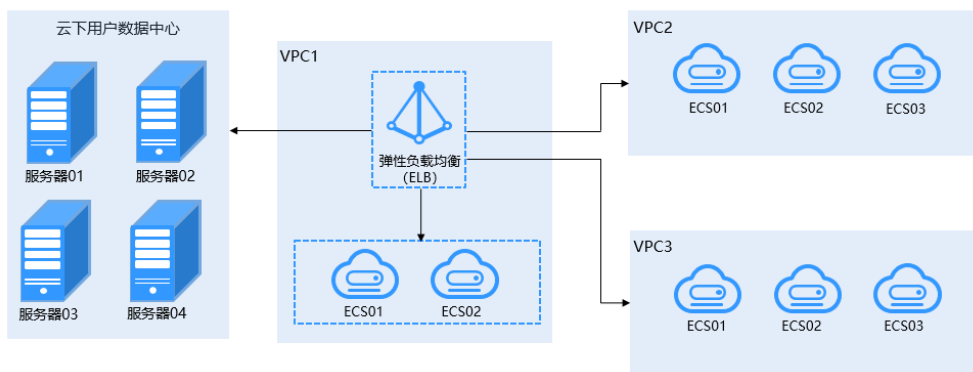 云下用户数据中心
服务器01
服务器02
服务器03
服务器04
VPC1
弹性负载均衡
（ELB）
ECS01
ECS02
VPC2
ECS01
ECS02
ECS03
VPC3
ECS01
ECS02
ECS03